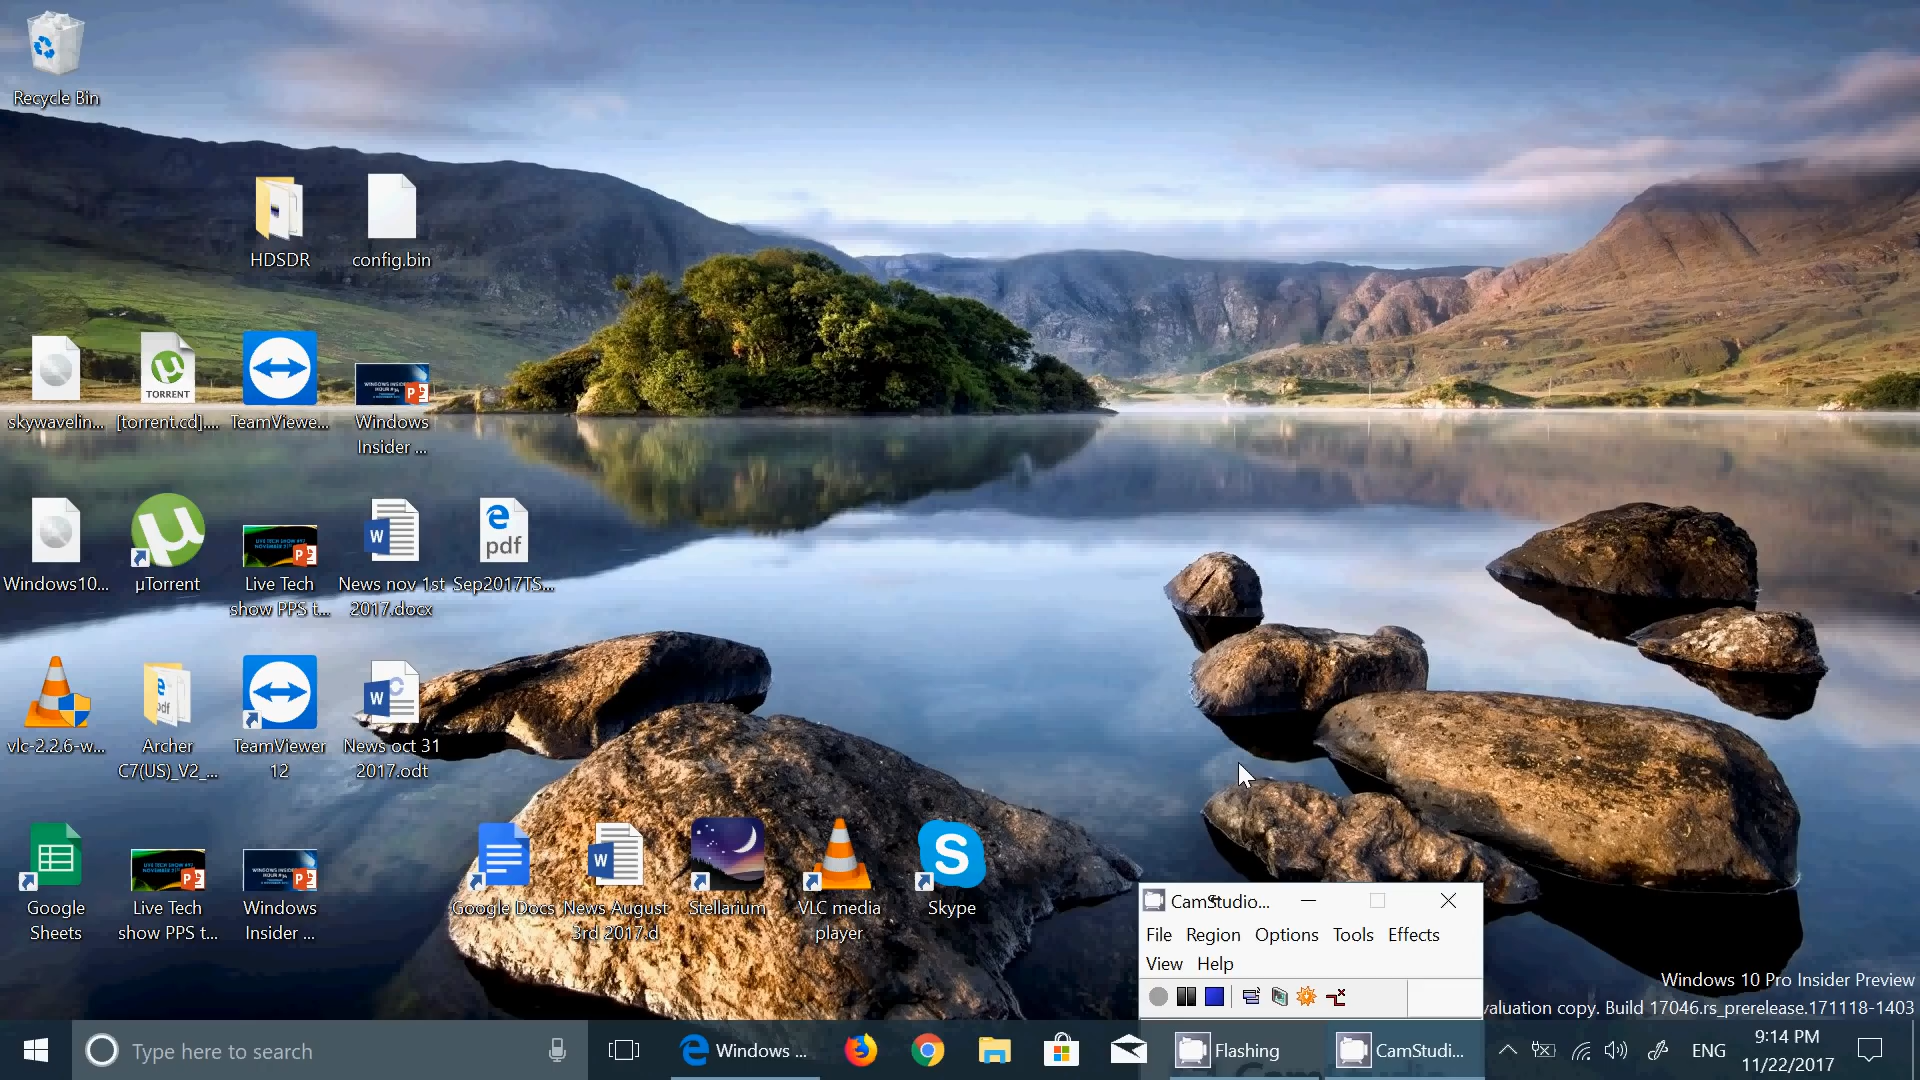 Recycle Bin
HDSDR
config.bin
TORRENT
skywavelin...
[torrent.cd]....
TeamViewe...
Windows
Insider ...
pdf
Windows10...
µTorrent
Live Tech
show PPS t...
News nov 1st
2017.docx
Sep2017TS...
vlc-2.2.6-w...
Archer
C7(US)_V2_...
TeamViewer
12
News oct 31
2017.odt
Google
Sheets
Live Tech
show PPS t...
Windows
Insider ...
Google Docs
News August
3rd 2017.d
Stellarium
VLC media
player
Skype
CamStudio...
File Region Options Tools Effects
View Help
Windows 10 Pro Insider Preview
valuation copy. Build 17046.rs_prerelease.171118-1403
Type here to search
Windows ...
Flashing
CamStudi...
ENG
9:14 PM
11/22/2017